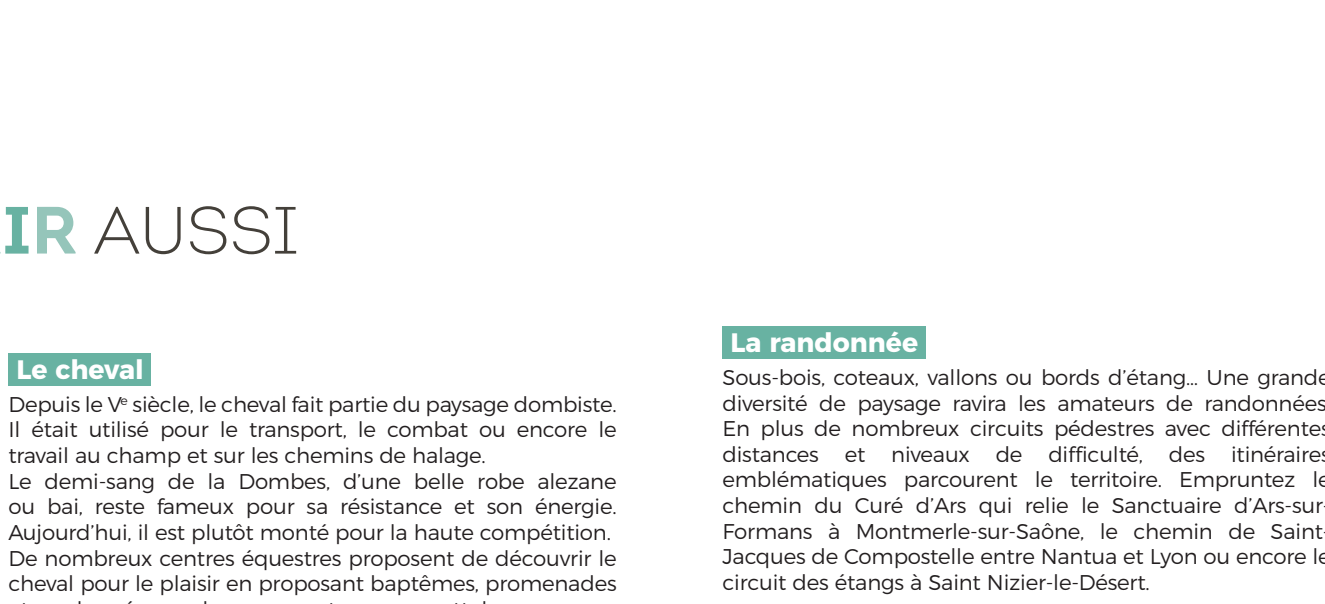 IR AUSSI
Le cheval
Depuis le Ve siècle, le cheval fait partie du paysage dombiste.
Il était utilisé pour le transport, le combat ou encore le
travail au champ et sur les chemins de halage.
Le demi-sang de la Dombes, d’une belle robe alezane
ou bai, reste fameux pour sa résistance et son énergie.
Aujourd’hui, il est plutôt monté pour la haute compétition.
De nombreux centres équestres proposent de découvrir le
cheval pour le plaisir en proposant baptêmes, promenades
La randonnée
Sous-bois, coteaux, vallons ou bords d’étang... Une grande
diversité de paysage ravira les amateurs de randonnées
En plus de nombreux circuits pédestres avec différentes
distances et niveaux de difficulté, des itinéraires
emblématiques parcourent le territoire. Empruntez le
chemin du Curé d’Ars qui relie le Sanctuaire d’Ars-sur-
Formans à Montmerle-sur-Saône, le chemin de Saint-
Jacques de Compostelle entre Nantua et Lyon ou encore le
circuit des étangs à Saint Nizier-le-Désert.